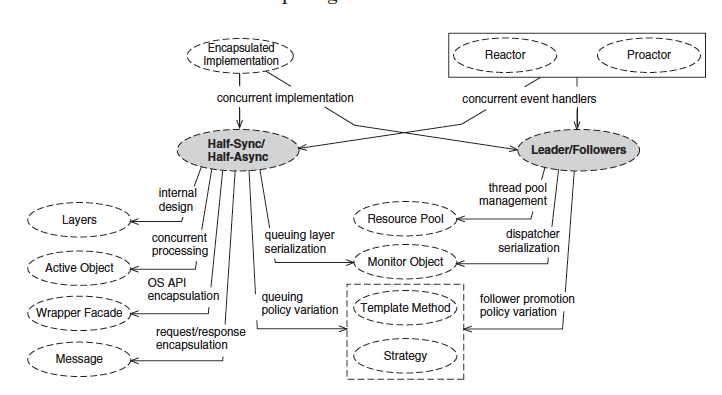 Encapsulated
Implementation
Reactor
Proactor
concurrent implementation
concurrent event handlers
Half-Sync/
Half-Async
Leader/Followers
internal
design
thread pool
management
Layers
Resource Pool
concurrent
processing
queuing layer
serialization
dispatcher
serialization
Active Object
Monitor Object
OS API
encapsulation
queuing
policy variation
follower promotion
policy variation
Wrapper Facade
Template Method
request/response
encapsulation
Message
Strategy